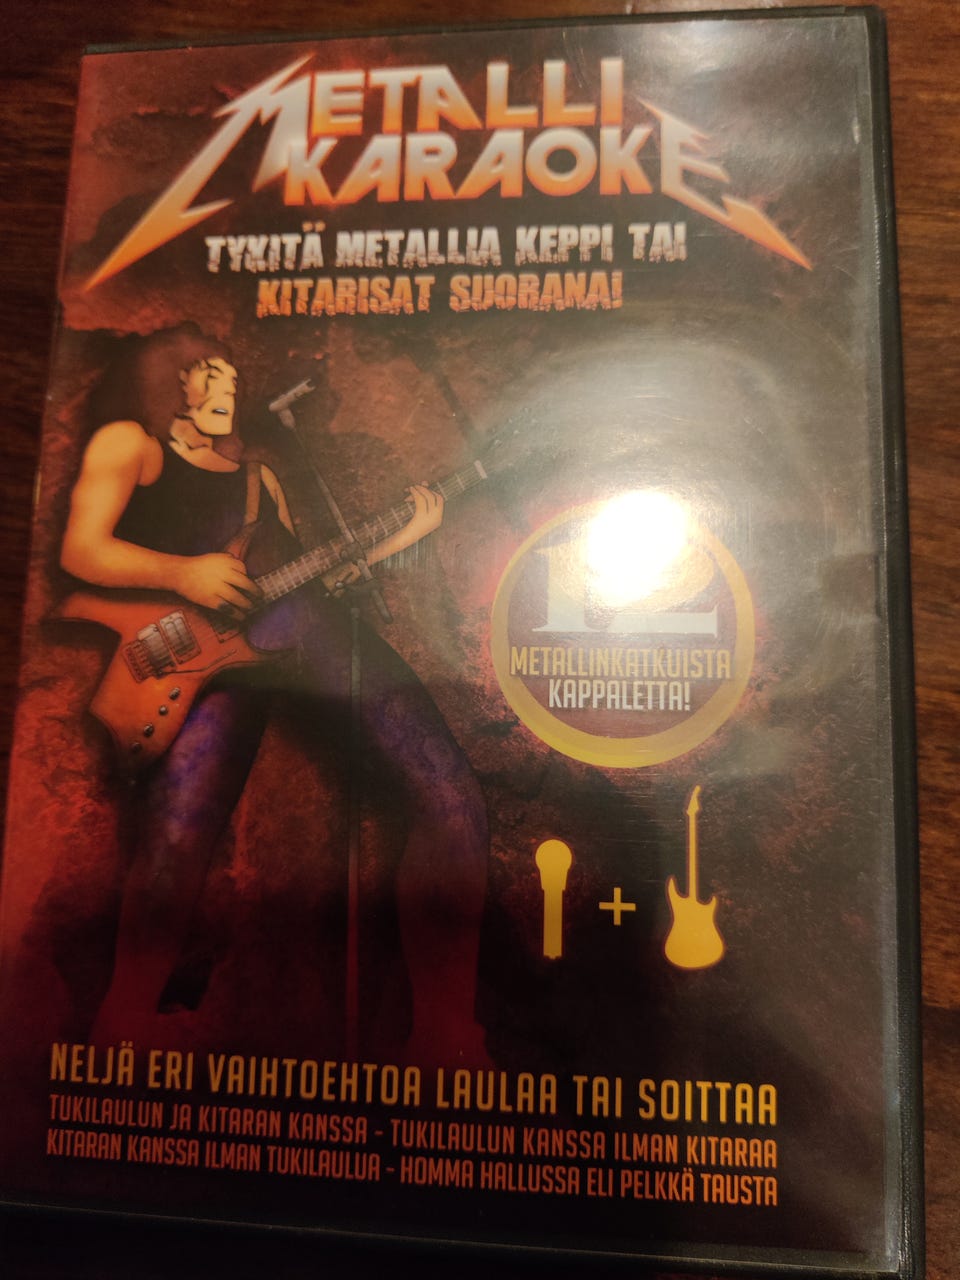 METALLI
KARAOKE
TYKITÄ METALLIA KEPPI TAI
KITARISAT SUORANA!
12
METALLINKATKUISTA
KAPPALETTA!
+
NELJÄ ERI VAIHTOEHTOA LAULAA TAI SOITTAA
TUKILAULUN JA KITARAN KANSSA - TUKILAULUN KANSSA ILMAN KITARAA
KITARAN KANSSA ILMAN TUKILAULUA - HOMMA HALLUSSA ELI PELKKÄ TAUSTA